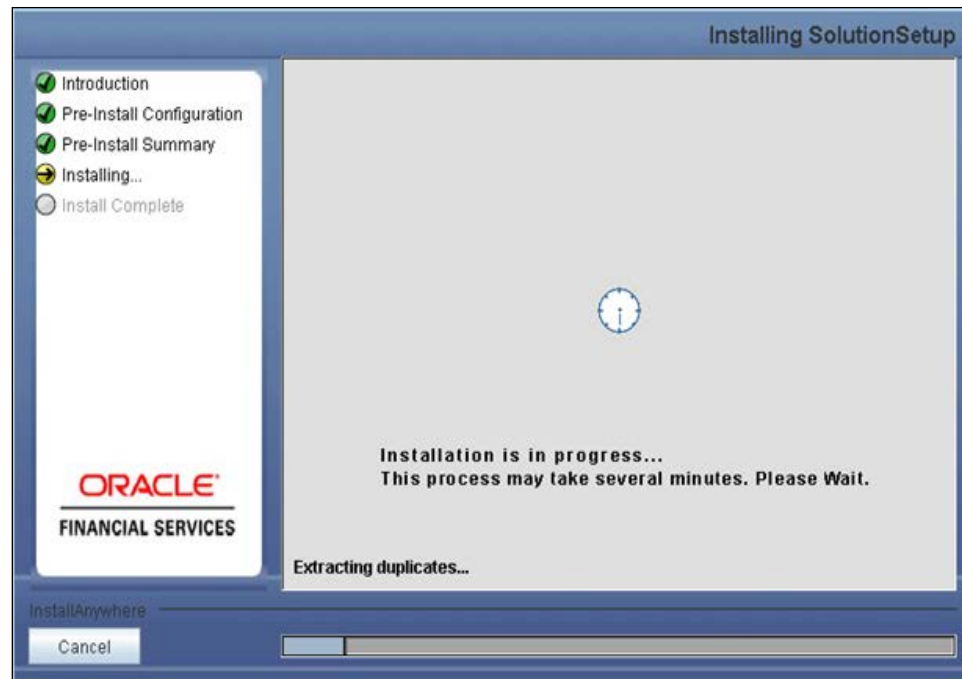 Installing SolutionSetup
Introduction
Pre-Install Configuration
Pre-Install Summary
Installing...
Install Complete
ORACLE
FINANCIAL SERVICES
Installation is in progress...
This process may take several minutes. Please Wait.
Extracting duplicates...
InstallAnywhere
Cancel